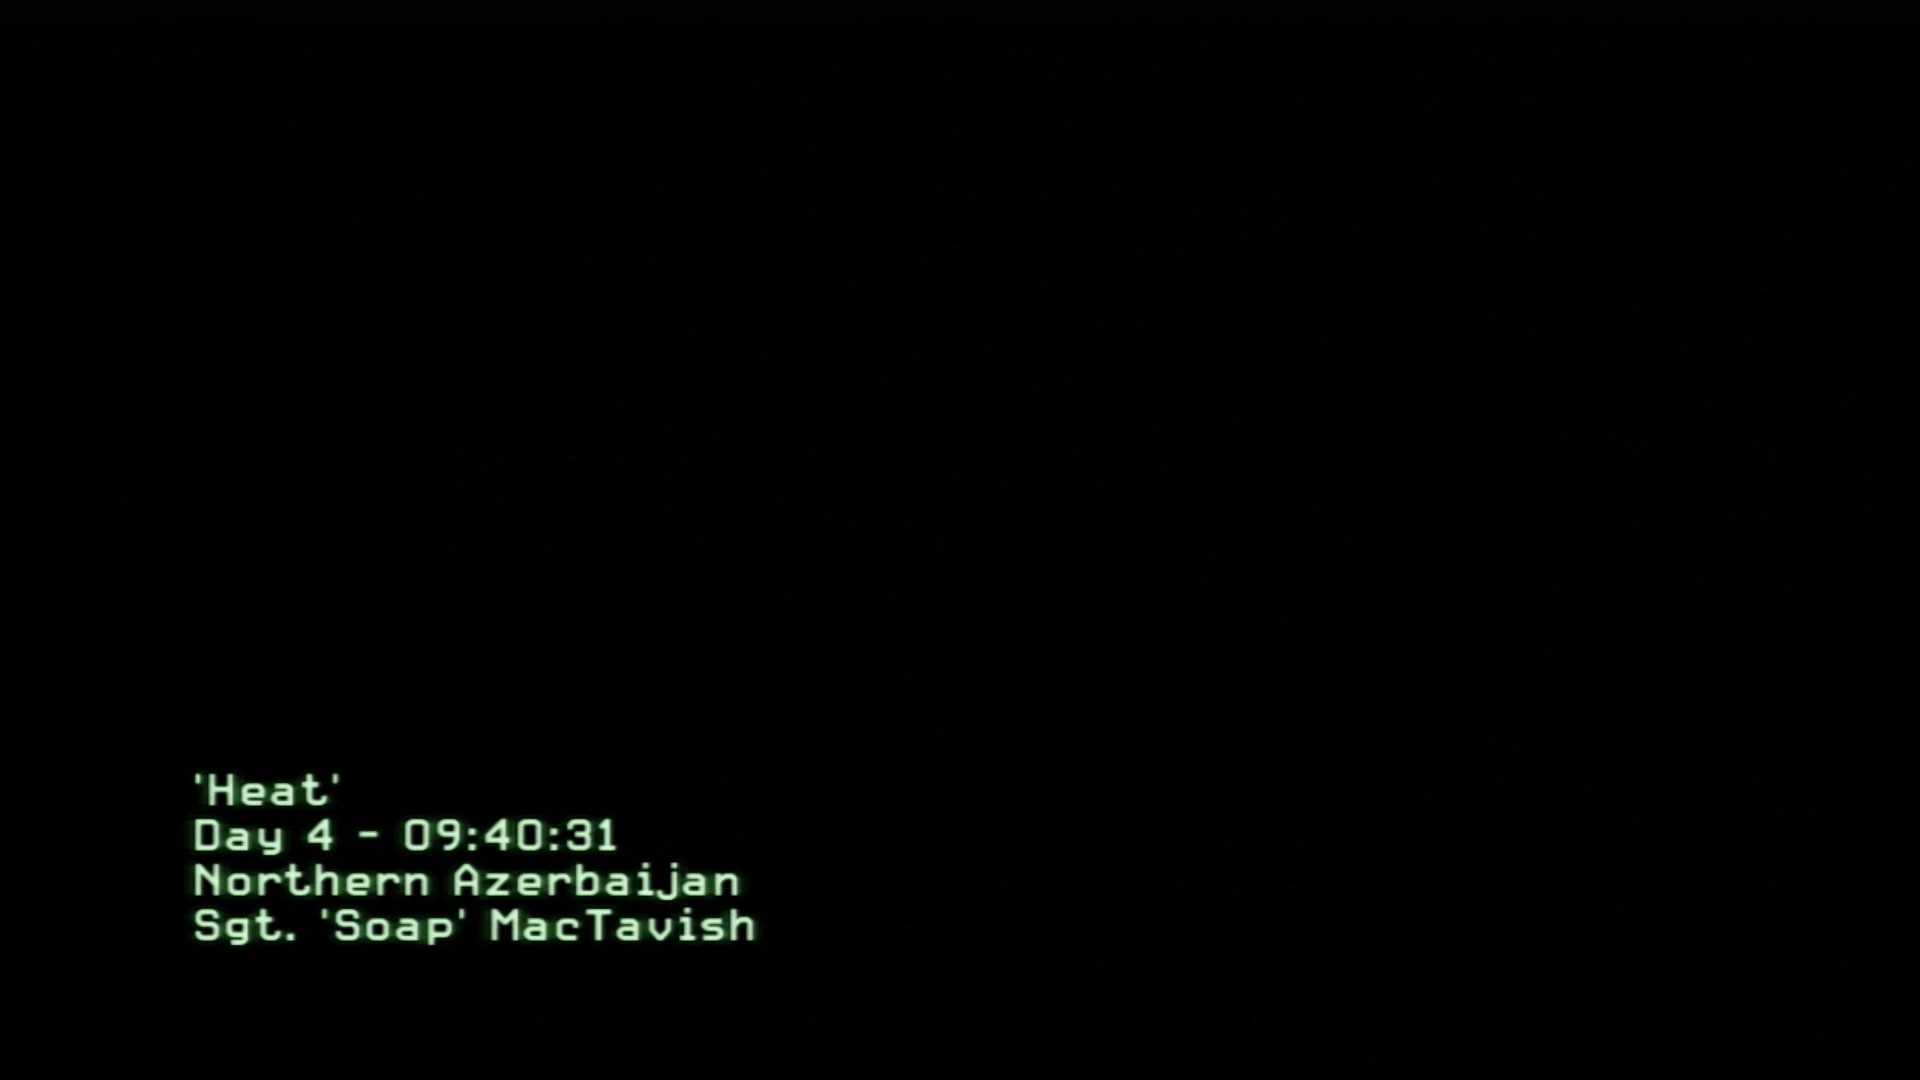 'Heat'
Day 4 - 09:40:31
Northern Azerbaijan
Sgt. 'Soap' MacTavish